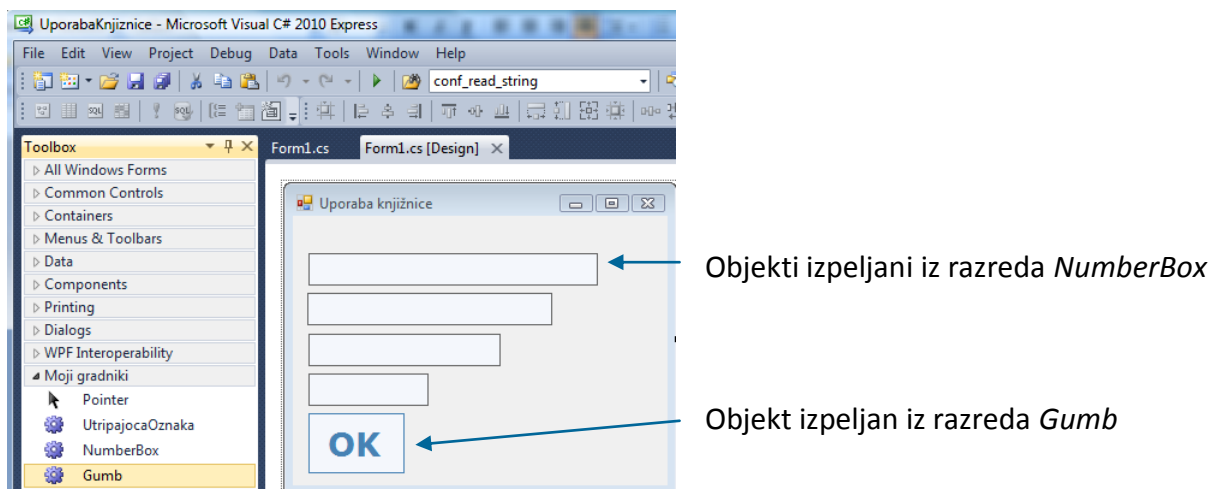 UporabaKnjiznice - Microsoft Visual C# 2010 Express
File Edit View Project Debug Data Tools Window Help
conf_read_string
Toolbox
Form1.cs
Form1.cs [Design]
All Windows Forms
Common Controls
Containers
Menus & Toolbars
Data
Components
Printing
Dialogs
WPF Interoperability
Moji gradniki
Pointer
UtripajocaOznaka
NumberBox
Gumb
Uporaba knjižnice
OK
Objekti izpeljani iz razreda NumberBox
Objekt izpeljan iz razreda Gumb